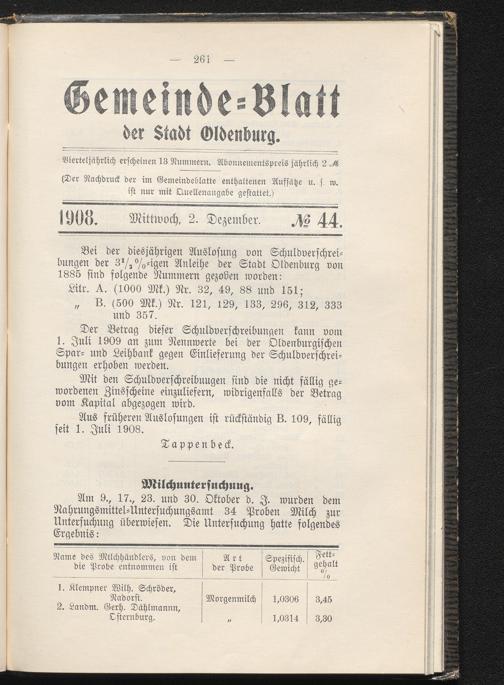 — 261 —
Gemeinde=Blatt
der Stadt Oldenburg.
Vierteljährlich erscheinen 13 Nummern. Abonnementspreis jährlich 2 ℳ
(Der Nachdruck der im Gemeindeblatte enthaltenen Aufsätze u. s. w.
ist nur mit Quellenangabe gestattet.)
1908. Mittwoch, 2. Dezember. № 44.
Bei der diesjährigen Auslosung von Schuldverschrei-
bungen der 3½%-igen Anleihe der Stadt Oldenburg von
1885 sind folgende Nummern gezogen worden:
Litr. A. (1000 Mk.) Nr. 32, 49, 88 und 151;
„ B. (500 Mk.) Nr. 121, 129, 133, 296, 312, 333
und 357.
Der Betrag dieser Schuldverschreibungen kann vom
1. Juli 1909 an zum Nennwerte bei der Oldenburgischen
Spar- und Leihbank gegen Einlieferung der Schuldverschrei-
bungen erhoben werden.
Mit den Schuldverschreibuugen sind die nicht fällig ge-
wordenen Zinsscheine einzuliefern, widrigenfalls der Betrag
vom Kapital abgezogen wird.
Aus früheren Auslosungen ist rückständig B. 109, fällig
seit 1. Juli 1908.
Tappenbeck.
Milchuntersuchung.
Am 9., 17., 23. und 30. Oktober d. J. wurden dem
Nahrungsmittel-Untersuchungsamt 34 Proben Milch zur
Untersuchung überwiesen. Die Untersuchung hatte folgendes
Ergebnis:
Name des Milchhändlers, von dem die Probe entnommen ist | Art der Probe | Spezifisch. Gewicht | Fett- gehalt %
1. Klempner Wilh. Schröder,
Nadorst. Morgenmilch 1,0306 3,45
2. Landm. Gerh. Dählmannn,
Osternburg. „ 1,0314 3,30